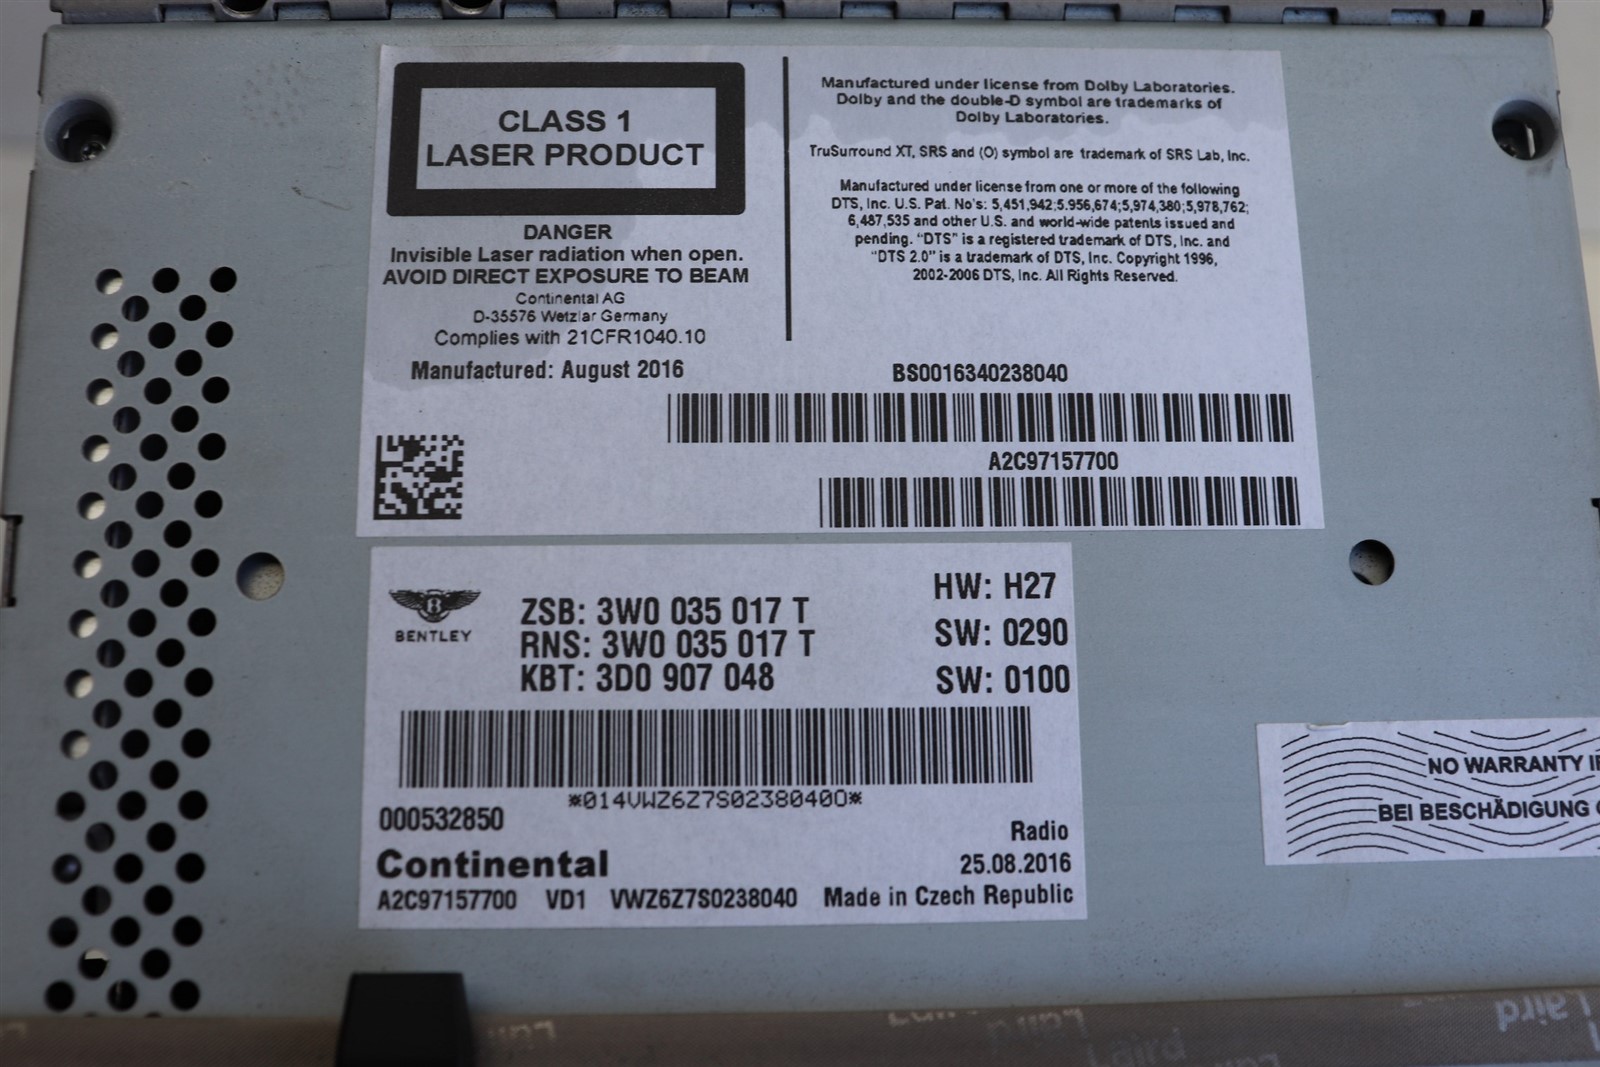 CLASS 1
LASER PRODUCT
DANGER
Invisible Laser radiation when open.
AVOID DIRECT EXPOSURE TO BEAM
Continental AG
D-35576 Wetzlar Germany
Complies with 21CFR1040.10
Manufactured: August 2016
Manufactured under license from Dolby Laboratories.
Dolby and the double-D symbol are trademarks of
Dolby Laboratories.
TruSurround XT, SRS and (O) symbol are trademark of SRS Lab, Inc.
Manufactured under license from one or more of the following
DTS, Inc. U.S. Pat. No's: 5,451,942;5.956,674;5,974,380;5,978,762;
6,487,535 and other U.S. and world-wide patents issued and
pending. "DTS" is a registered trademark of DTS, Inc. and
"DTS 2.0" is a trademark of DTS, Inc. Copyright 1996,
2002-2006 DTS, Inc. All Rights Reserved.
BS0016340238040
A2C97157700
B
BENTLEY
ZSB: 3W0 035 017 T
RNS: 3W0 035 017 T
KBT: 3D0 907 048
HW: H27
SW: 0290
SW: 0100
*014VWZ6Z7S0238040O*
000532850
Continental
A2C97157700 VD1 VWZ6Z7S0238040 Made in Czech Republic
Radio
25.08.2016
NO WARRANTY
BEI BESCHÄDIGUNG
Laird
Laird
Laird